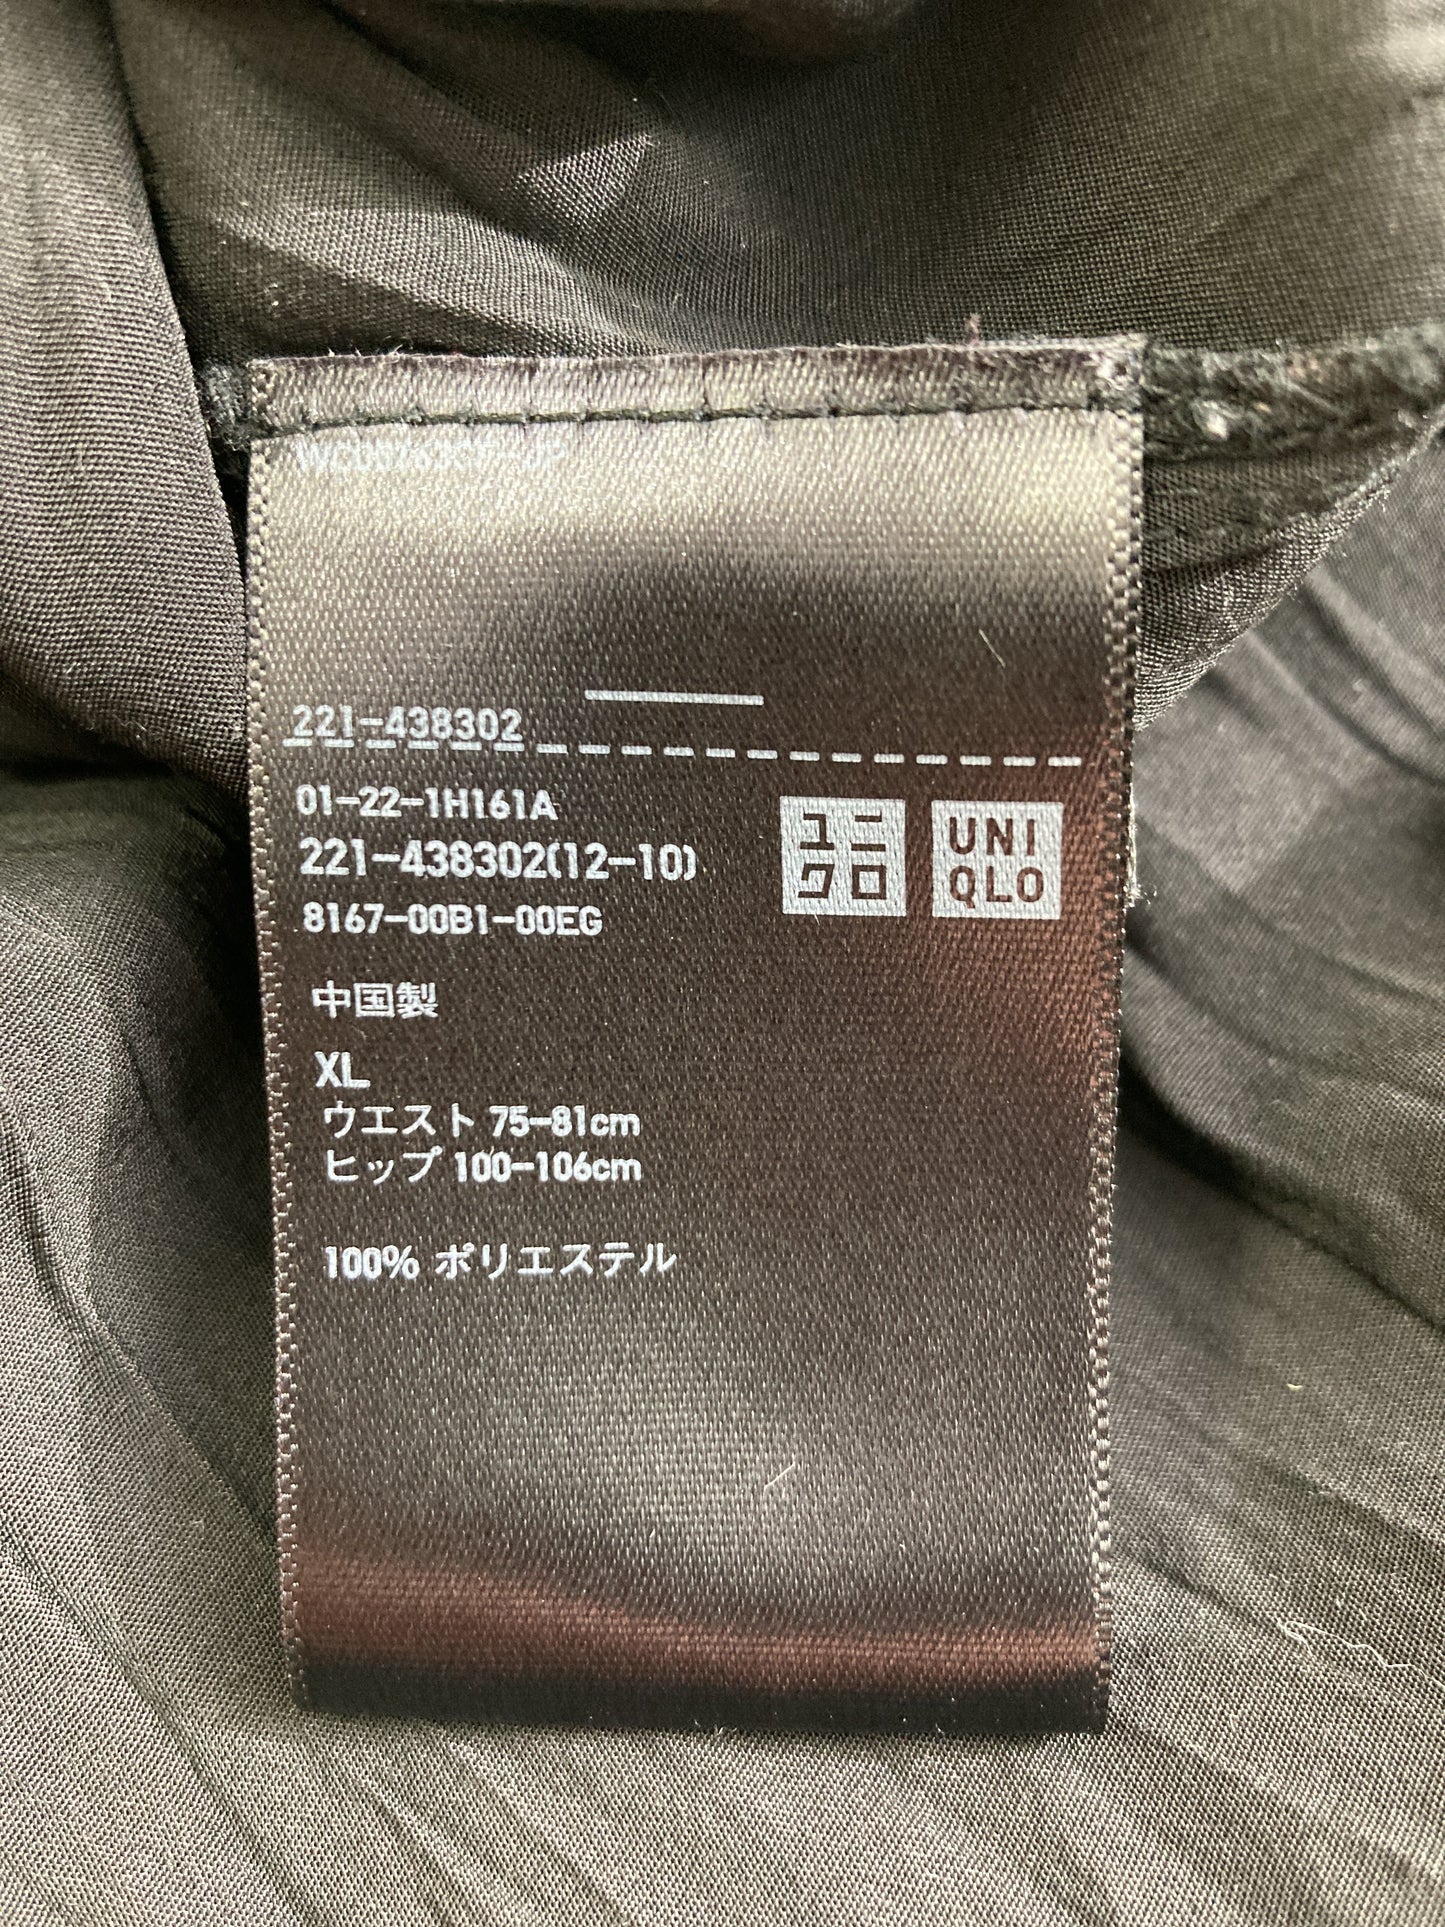 221-438302
01-22-1H161A
221-438302(12-10)
8167-00B1-00EG
ユニ
クロ
UNI
QLO
中国製
XL
ウエスト 75-81cm
ヒップ 100-106cm
100% ポリエステル